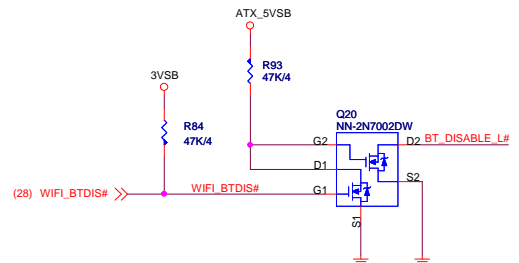 ATX_5VSB
R93
47K/4
3VSB
R84
47K/4
Q20
NN-2N7002DW
G2
D2
BT_DISABLE_L#
D1
S2
(28) WIFI_BTDIS#
WIFI_BTDIS#
G1
S1